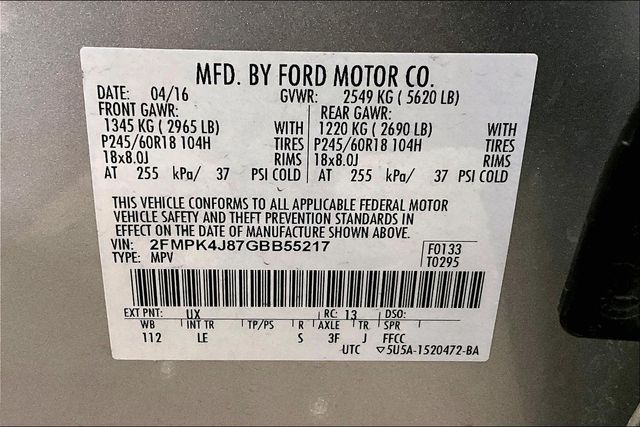 MFD. BY FORD MOTOR CO.
DATE: 04/16 GVWR: 2549 KG ( 5620 LB)
FRONT GAWR: REAR GAWR:
1345 KG ( 2965 LB) WITH 1220 KG ( 2690 LB) WITH
P245/60R18 104H TIRES P245/60R18 104H TIRES
18x8.0J RIMS 18x8.0J RIMS
AT 255 kPa/ 37 PSI COLD AT 255 kPa/ 37 PSI COLD
THIS VEHICLE CONFORMS TO ALL APPLICABLE FEDERAL MOTOR
VEHICLE SAFETY AND THEFT PREVENTION STANDARDS IN
EFFECT ON THE DATE OF MANUFACTURE SHOWN ABOVE.
VIN: 2FMPK4J87GBB55217 F0133
TYPE: MPV T0295
EXT PNT: UX RC: 13 DSO:
WB INT TR TP/PS R AXLE TR SPR
112 LE S 3F J FFCC
UTC ▽5U5A-1520472-BA